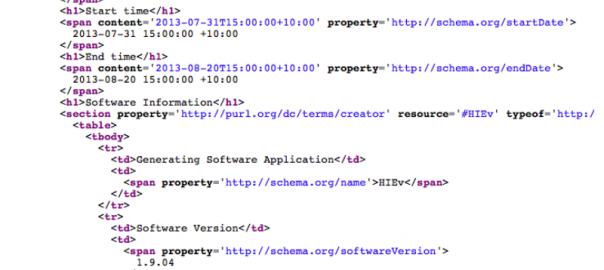 </span>
<h1>Start time</h1>
<span content='2013-07-31T15:00:00+10:00' property='http://schema.org/startDate'>
2013-07-31 15:00:00 +10:00
</span>
<h1>End time</h1>
<span content='2013-08-20T15:00:00+10:00' property='http://schema.org/endDate'>
2013-08-20 15:00:00 +10:00
</span>
<h1>Software Information</h1>
<section property='http://purl.org/dc/terms/creator' resource='#HIEv' typeof='http:/
<table>
<tbody>
<tr>
<td>Generating Software Application</td>
<td>
<span property='http://schema.org/name'>HIEv</span>
</td>
</tr>
<tr>
<td>Software Version</td>
<td>
<span property='http://schema.org/softwareVersion'>
1.9.04